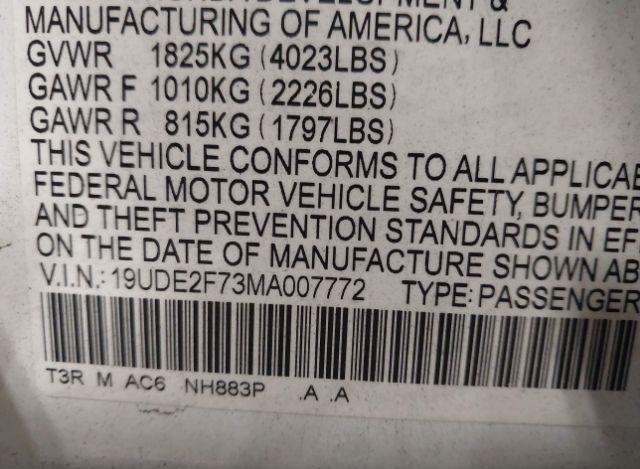 DEVELOPMENT &
MANUFACTURING OF AMERICA, LLC
GVWR 1825KG (4023LBS)
GAWR F 1010KG (2226LBS)
GAWR R 815KG (1797LBS)
THIS VEHICLE CONFORMS TO ALL APPLICAB
FEDERAL MOTOR VEHICLE SAFETY, BUMPER
AND THEFT PREVENTION STANDARDS IN EF
ON THE DATE OF MANUFACTURE SHOWN AB
V.I.N.: 19UDE2F73MA007772 TYPE: PASSENGER
T3R M AC6 NH883P .A .A